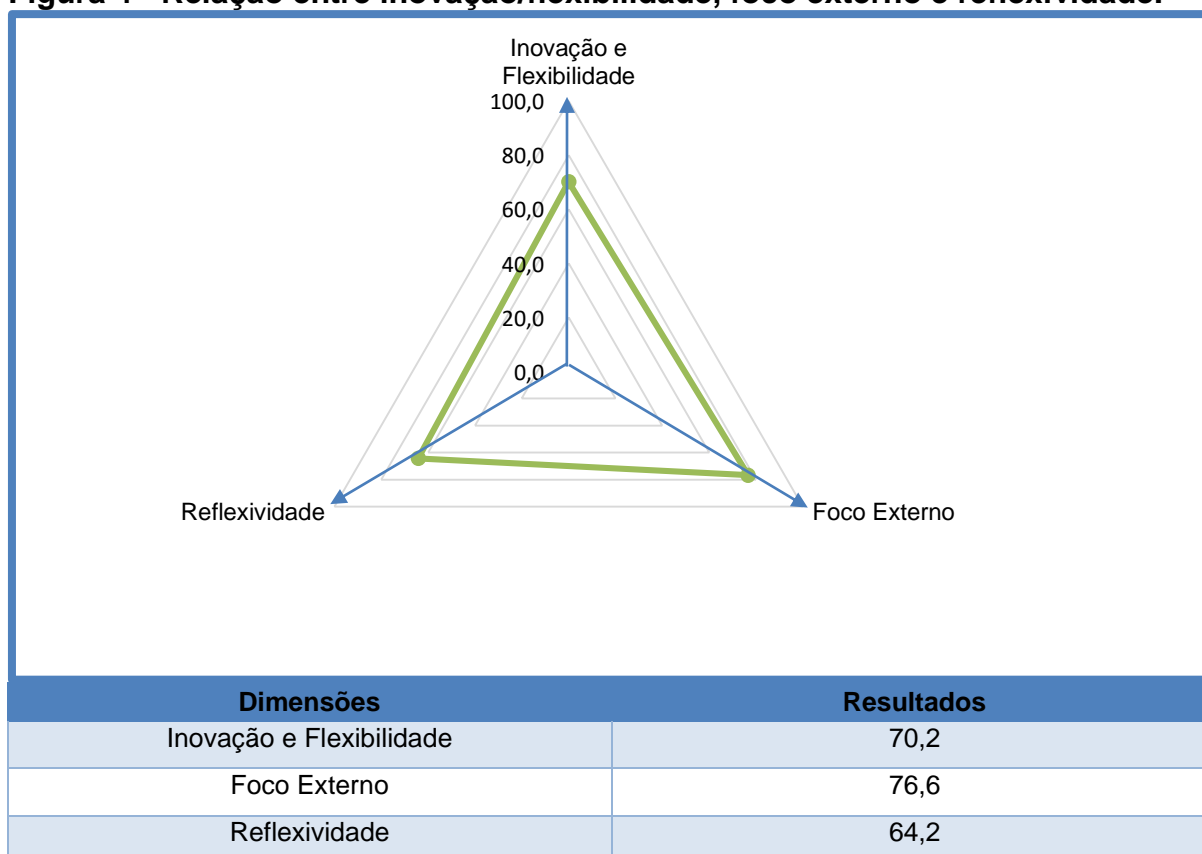 Inovação e
Flexibilidade
100,0
80,0
60,0
40,0
20,0
0,0
Reflexividade
Foco Externo
Dimensões Resultados
Inovação e Flexibilidade 70,2
Foco Externo 76,6
Reflexividade 64,2